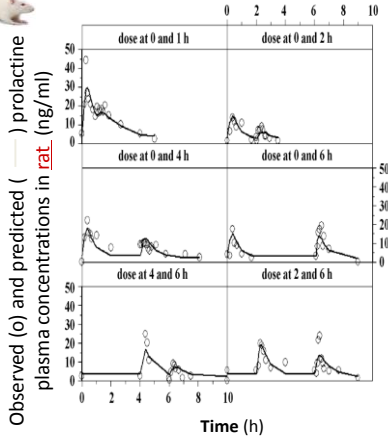 Observed (o) and predicted ( ) prolactine
plasma concentrations in rat (ng/ml)
0 2 4 6 8 10
dose at 0 and 1 h
dose at 0 and 2 h
50
40
30
20
10
0
dose at 0 and 4 h
dose at 0 and 6 h
50
40
30
20
10
0
dose at 4 and 6 h
dose at 2 and 6 h
50
40
30
20
10
0
0 2 4 6 8 10
Time (h)